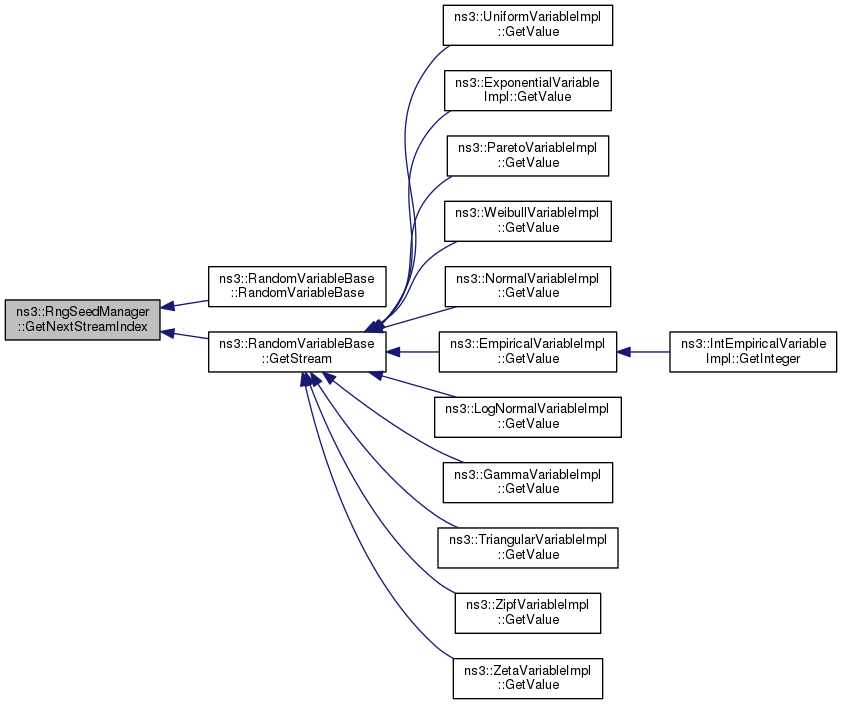 ns3::UniformVariableImpl
::GetValue
ns3::ExponentialVariable
Impl::GetValue
ns3::ParetoVariableImpl
::GetValue
ns3::WeibullVariableImpl
::GetValue
ns3::RandomVariableBase
::RandomVariableBase
ns3::NormalVariableImpl
::GetValue
ns3::RngSeedManager
::GetNextStreamIndex
ns3::RandomVariableBase
::GetStream
ns3::EmpiricalVariableImpl
::GetValue
ns3::IntEmpiricalVariable
Impl::GetInteger
ns3::LogNormalVariableImpl
::GetValue
ns3::GammaVariableImpl
::GetValue
ns3::TriangularVariableImpl
::GetValue
ns3::ZipfVariableImpl
::GetValue
ns3::ZetaVariableImpl
::GetValue